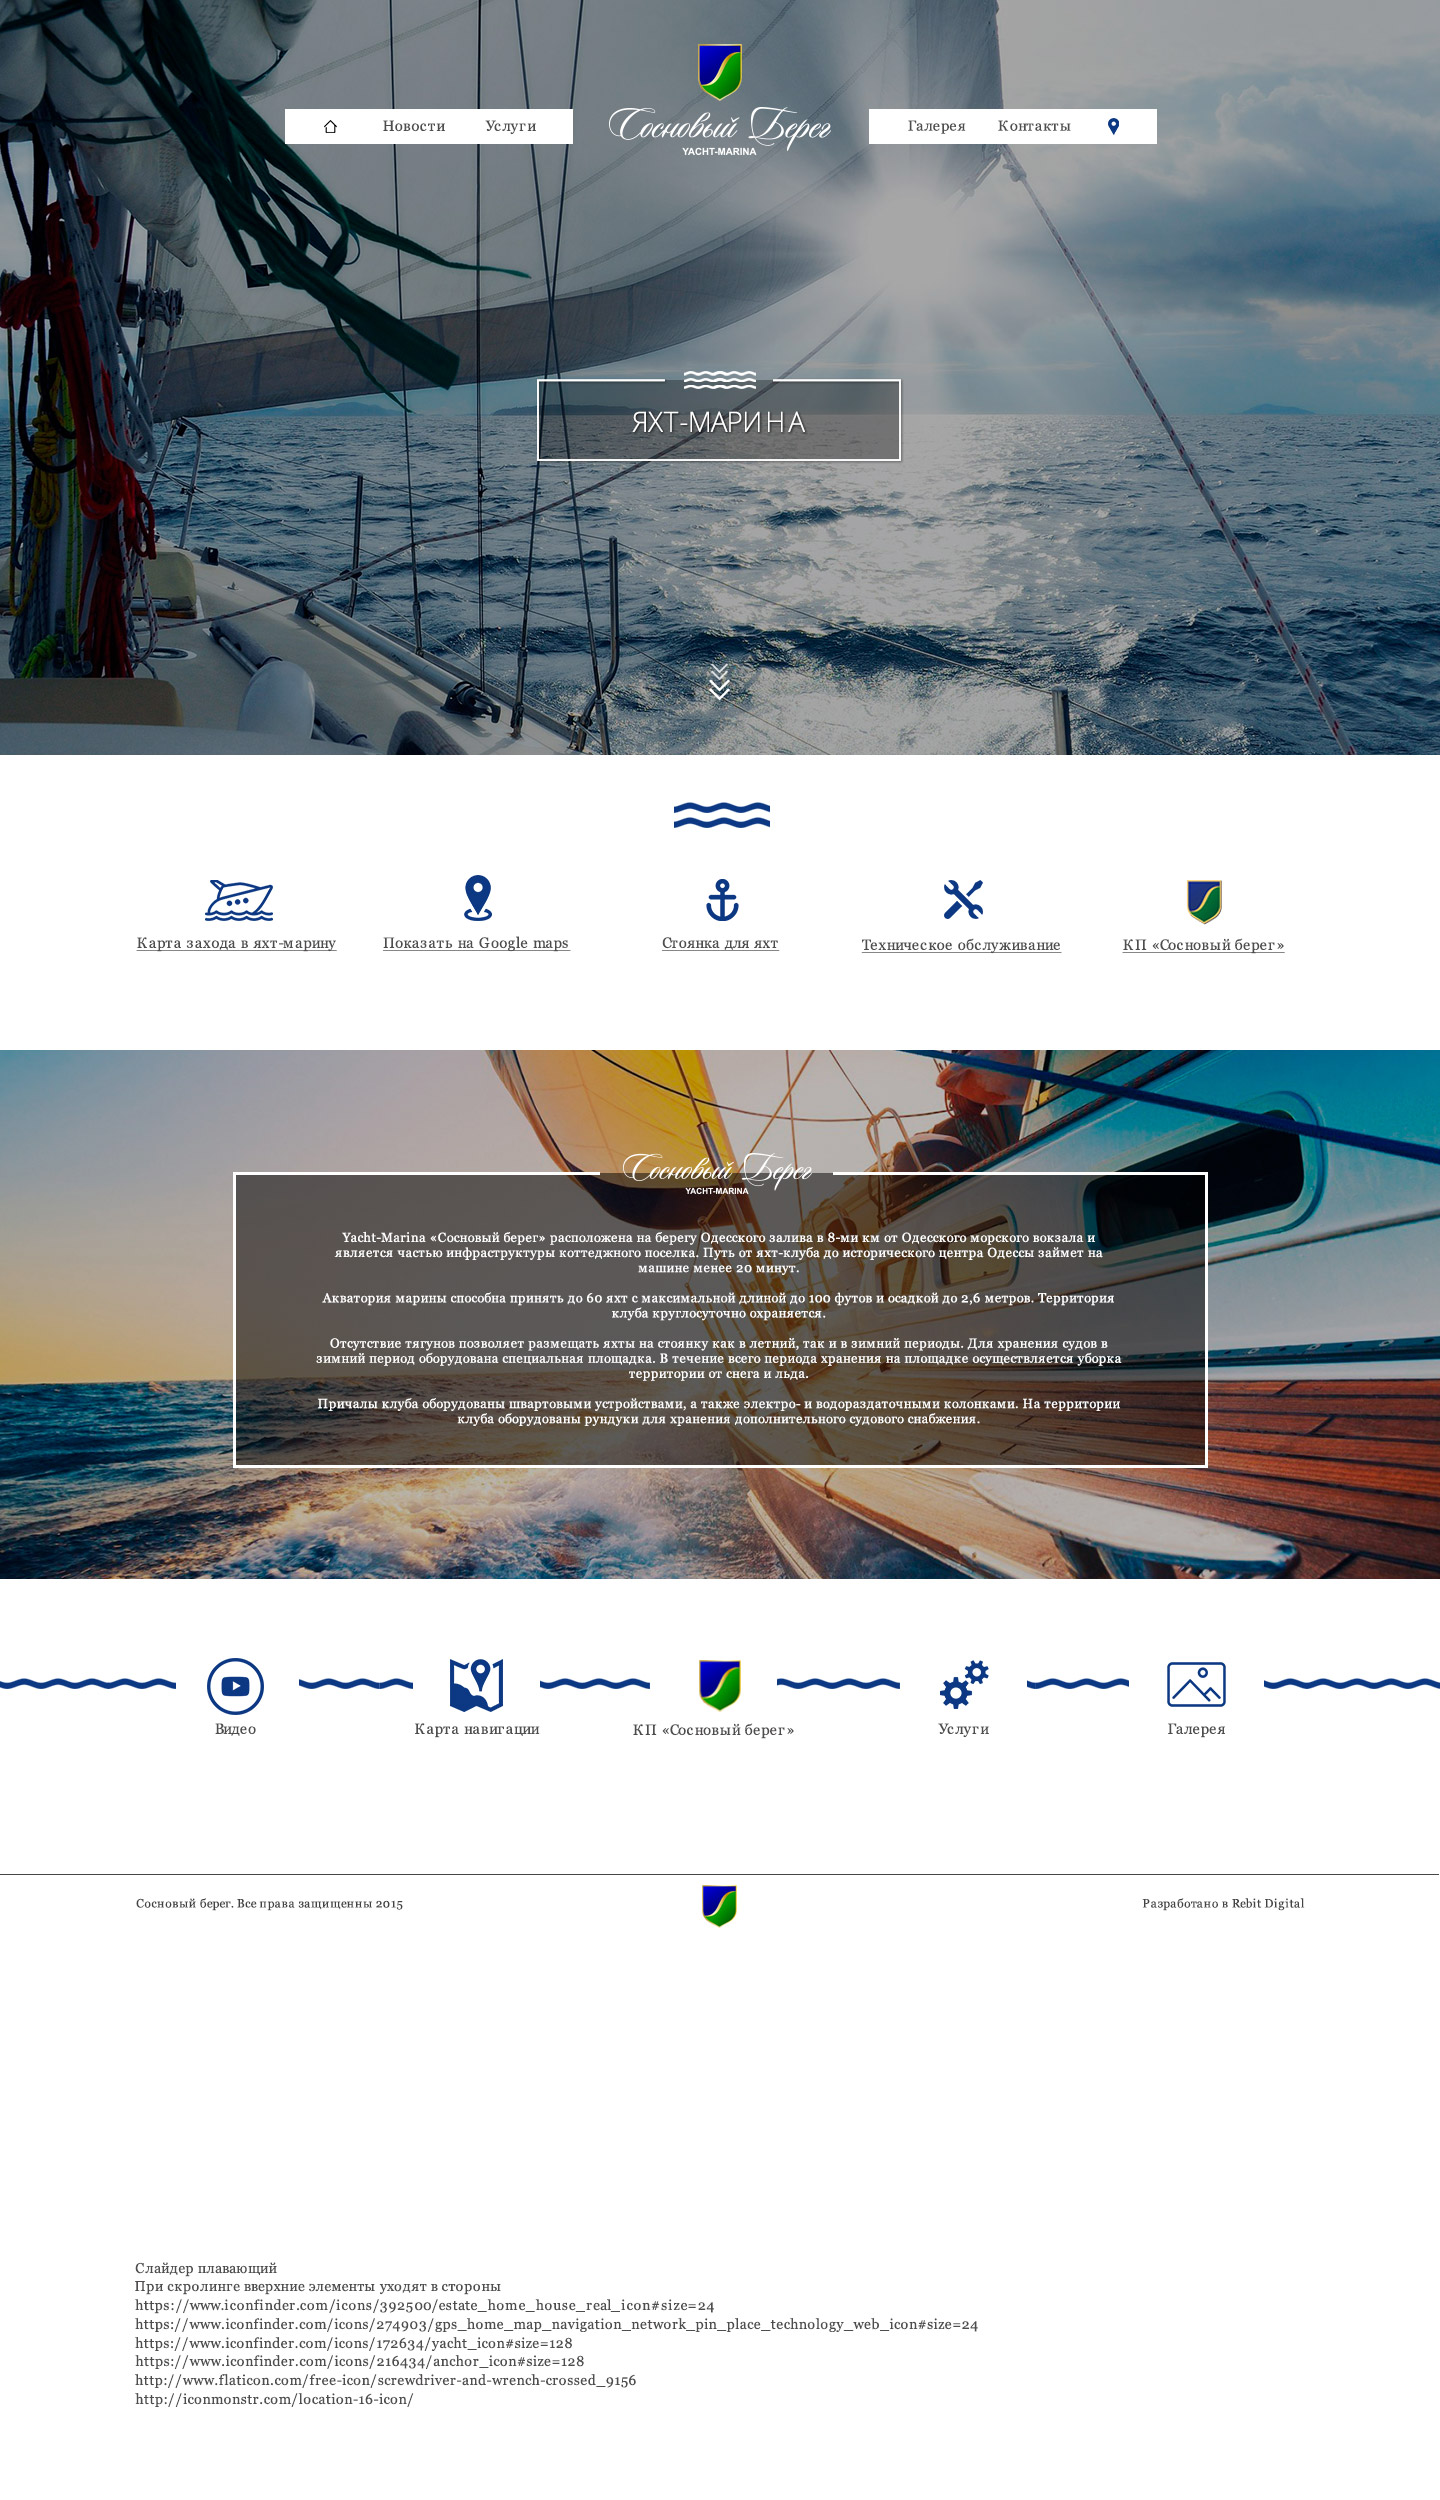 Новости
Услуги
Сосновый Берег
YACHT-MARINA
Галерея
Контакты
ЯХТ-МАРИНА
Карта захода в яхт-марину
Показать на Google maps
Стоянка для яхт
Техническое обслуживание
КП «Сосновый берег»
Сосновый Берег
YACHT-MARINA
Yacht-Marina «Сосновый берег» расположена на берегу Одесского залива в 8-ми км от Одесского морского вокзала и
является частью инфраструктуры коттеджного поселка. Путь от яхт-клуба до исторического центра Одессы займет на
машине менее 20 минут.
Акватория марины способна принять до 60 яхт с максимальной длиной до 100 футов и осадкой до 2,6 метров. Территория
клуба круглосуточно охраняется.
Отсутствие тягунов позволяет размещать яхты на стоянку как в летний, так и в зимний периоды. Для хранения судов в
зимний период оборудована специальная площадка. В течение всего периода хранения на площадке осуществляется уборка
территории от снега и льда.
Причалы клуба оборудованы швартовыми устройствами, а также электро- и водораздаточными колонками. На территории
клуба оборудованы рундуки для хранения дополнительного судового снабжения.
Видео
Карта навигации
КП «Сосновый берег»
Услуги
Галерея
Сосновый берег. Все права защищенны 2015
Разработано в Rebit Digital
Слайдер плавающий
При скролинге вверхние элементы уходят в стороны
https://www.iconfinder.com/icons/392500/estate_home_house_real_icon#size=24
https://www.iconfinder.com/icons/274903/gps_home_map_navigation_network_pin_place_technology_web_icon#size=24
https://www.iconfinder.com/icons/172634/yacht_icon#size=128
https://www.iconfinder.com/icons/216434/anchor_icon#size=128
http://www.flaticon.com/free-icon/screwdriver-and-wrench-crossed_9156
http://iconmonstr.com/location-16-icon/